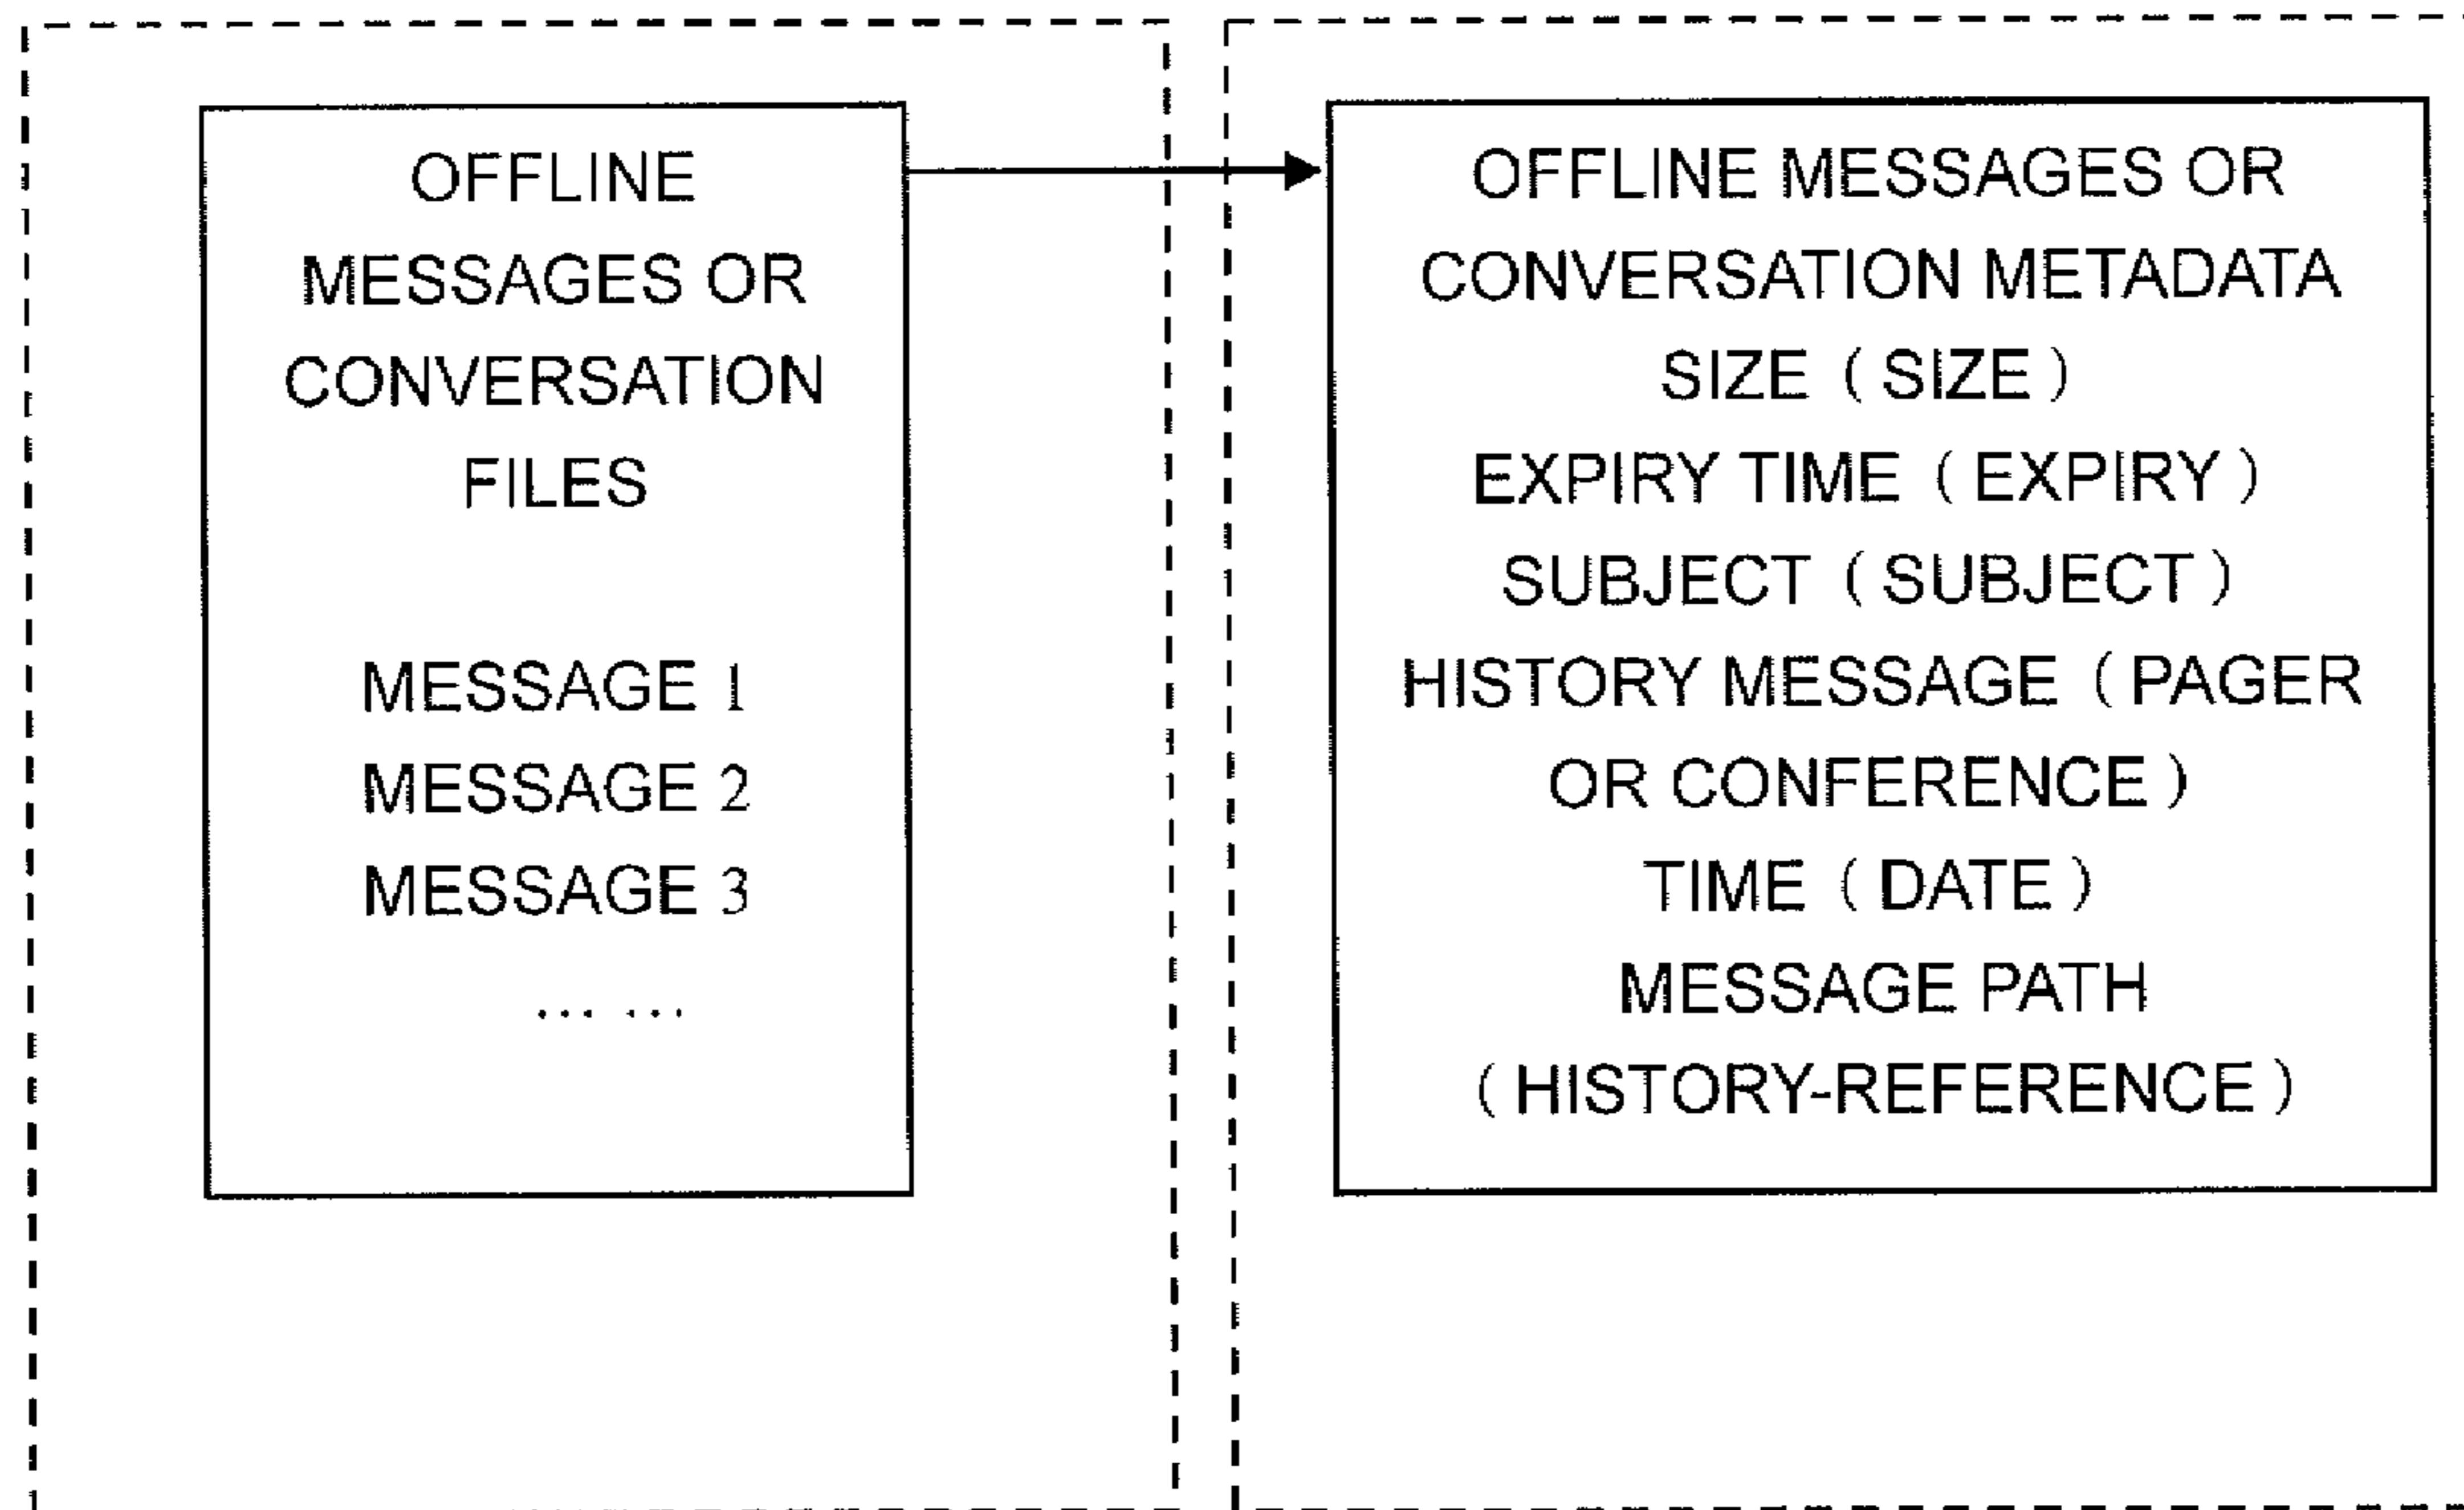 OFFLINE
MESSAGES OR
CONVERSATION
FILES
MESSAGE 1
MESSAGE 2
MESSAGE 3
... ...
OFFLINE MESSAGES OR
CONVERSATION METADATA
SIZE ( SIZE )
EXPIRY TIME ( EXPIRY )
SUBJECT ( SUBJECT )
HISTORY MESSAGE ( PAGER
OR CONFERENCE )
TIME ( DATE )
MESSAGE PATH
( HISTORY-REFERENCE )